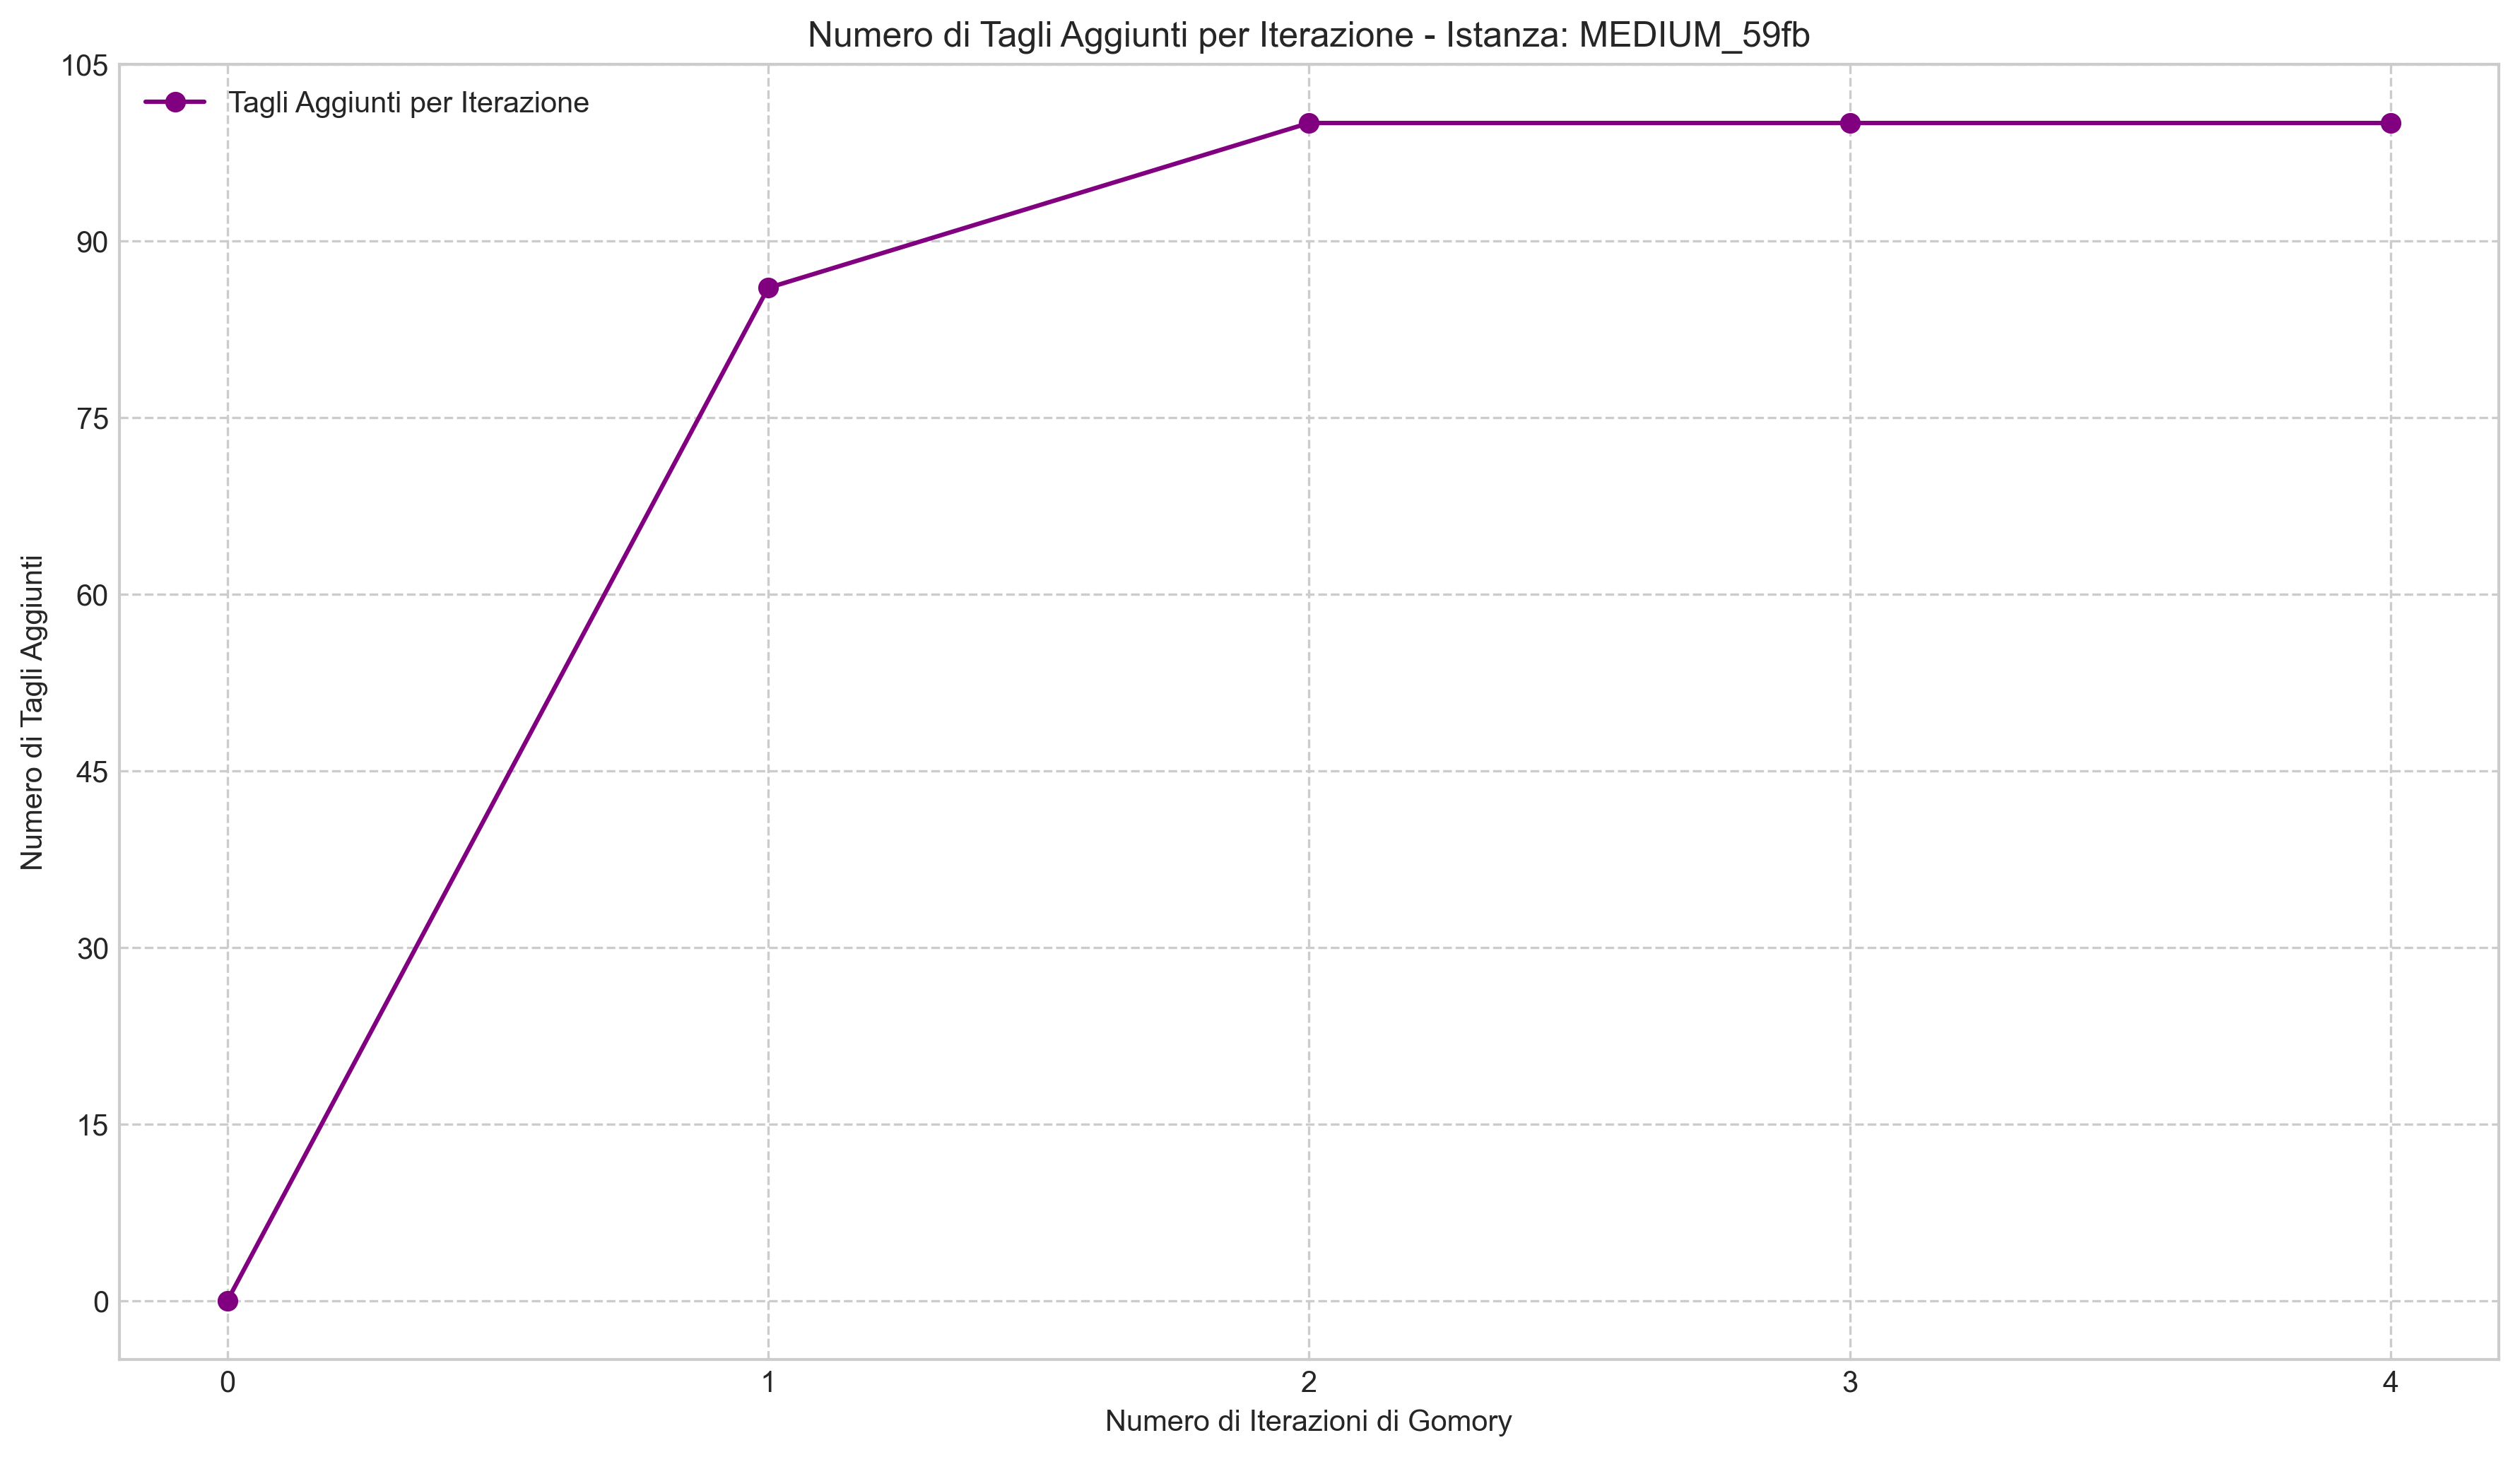 Numero di Tagli Aggiunti per Iterazione - Istanza: MEDIUM_59fb
Tagli Aggiunti per Iterazione
105
90
75
60
45
30
15
0
Numero di Tagli Aggiunti
0 1 2 3 4
Numero di Iterazioni di Gomory